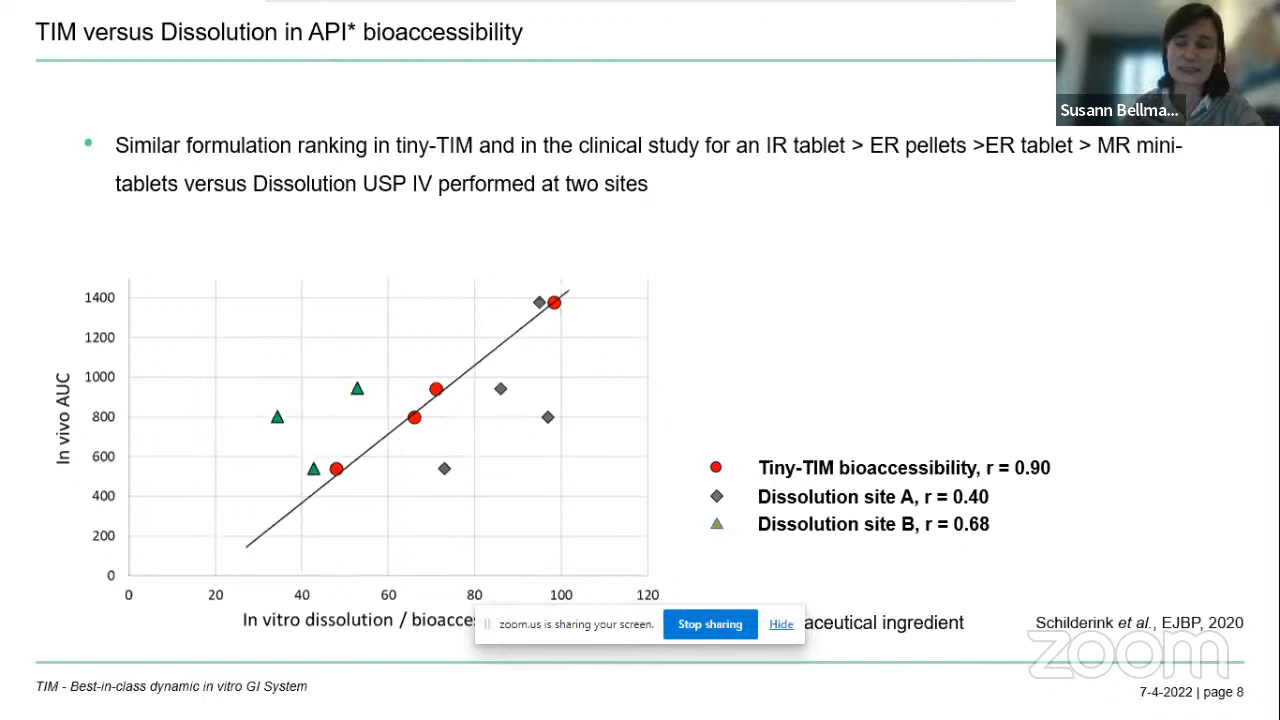 TIM versus Dissolution in API* bioaccessibility
Susann Bellma...
• Similar formulation ranking in tiny-TIM and in the clinical study for an IR tablet > ER pellets >ER tablet > MR mini-
tablets versus Dissolution USP IV performed at two sites
In vivo AUC
1400
1200
1000
800
600
400
200
0
0 20 40 60 80 100 120
In vitro dissolution / bioacces
Tiny-TIM bioaccessibility, r = 0.90
Dissolution site A, r = 0.40
Dissolution site B, r = 0.68
zoom.us is sharing your screen. Stop sharing Hide
aceutical ingredient
Schilderink et al., EJBP, 2020
zoom
TIM - Best-in-class dynamic in vitro GI System
7-4-2022 | page 8